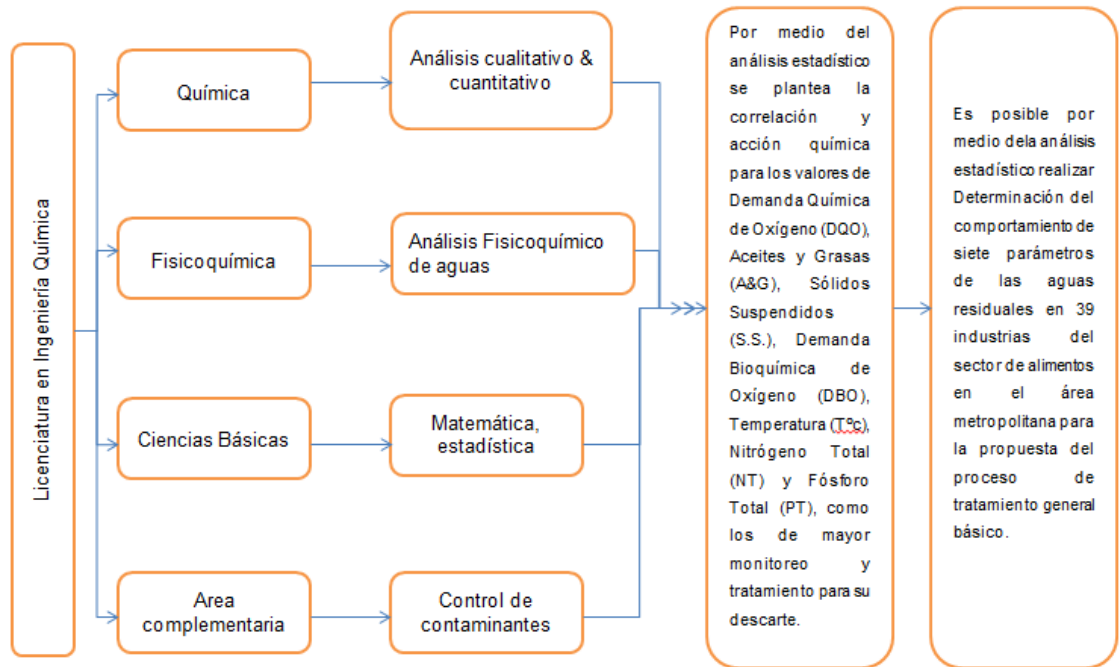 Licenciatura en Ingeniería Química
Química
Análisis cualitativo &
cuantitativo
Fisicoquímica
Análisis Fisicoquímico
de aguas
Ciencias Básicas
Matemática,
estadística
Area
complementaria
Control de
contaminantes
Por medio del
análisis estadístico
se plantea la
correlación y
acción química
para los valores de
Demanda Química
de Oxígeno (DQO),
Aceites y Grasas
(A&G), Sólidos
Suspendidos
(S.S.), Demanda
Bioquímica de
Oxígeno (DBO),
Temperatura (Tºc),
Nitrógeno Total
(NT) y Fósforo
Total (PT), como
los de mayor
monitoreo y
tratamiento para su
descarte.
Es posible por
medio dela análisis
estadístico realizar
Determinación del
comportamiento de
siete parámetros
de las aguas
residuales en 39
industrias del
sector de alimentos
en el área
metropolitana para
la propuesta del
proceso de
tratamiento general
básico.